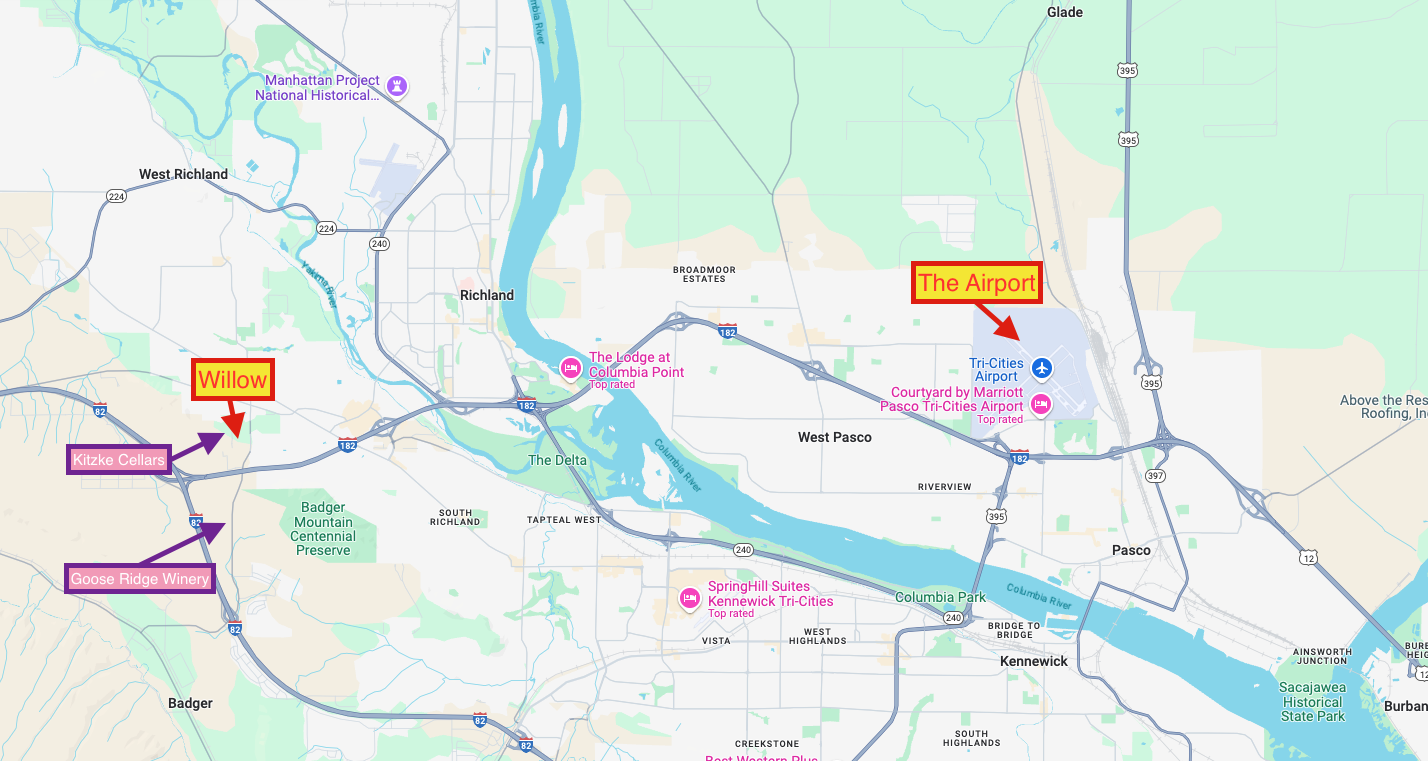 Glade
Columbia River
395
Manhattan Project
National Historical...
395
West Richland
224
224
240
Yakima River
BROADMOOR
ESTATES
The Airport
Richland
182
The Lodge at
Columbia Point
Top rated
Tri-Cities
Airport
Courtyard by Marriott
Pasco Tri-Cities Airport
Top rated
395
Willow
82
182
Above the Res
Roofing, Inc
West Pasco
182
Kitzke Cellars
The Delta
Columbia River
182
397
RIVERVIEW
82
Badger
Mountain
Centennial
Preserve
SOUTH
RICHLAND
TAPTEAL WEST
395
240
Pasco
12
Goose Ridge Winery
SpringHill Suites
Kennewick Tri-Cities
Top rated
Columbia Park
Columbia River
82
VISTA
WEST
HIGHLANDS
240
BRIDGE TO
BRIDGE
Kennewick
AINSWORTH
JUNCTION
BURB
HEIG
12
Sacajawea
Historical
State Park
Burban
Badger
82
82
CREEKSTONE
SOUTH
HIGHLANDS
Best Western Plus